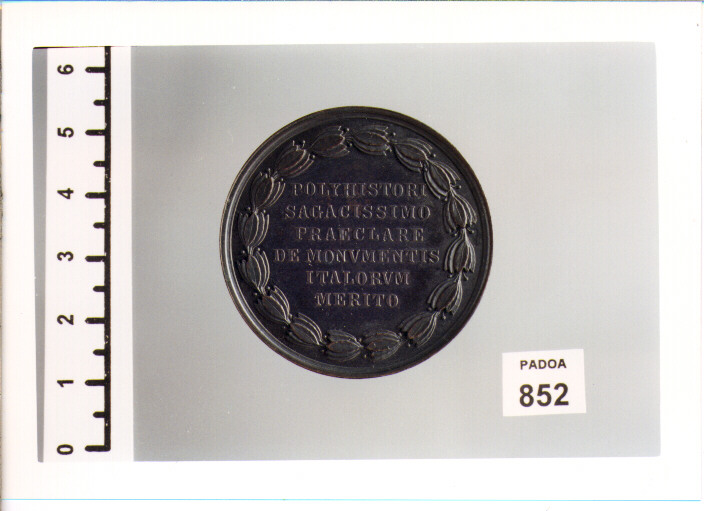 POLYHISTORI
SAGACISSIMO
PRAECLARE
DE MONVMENTIS
ITALORVM
MERITO
6
5
4
3
2
1
0
PADOA
852